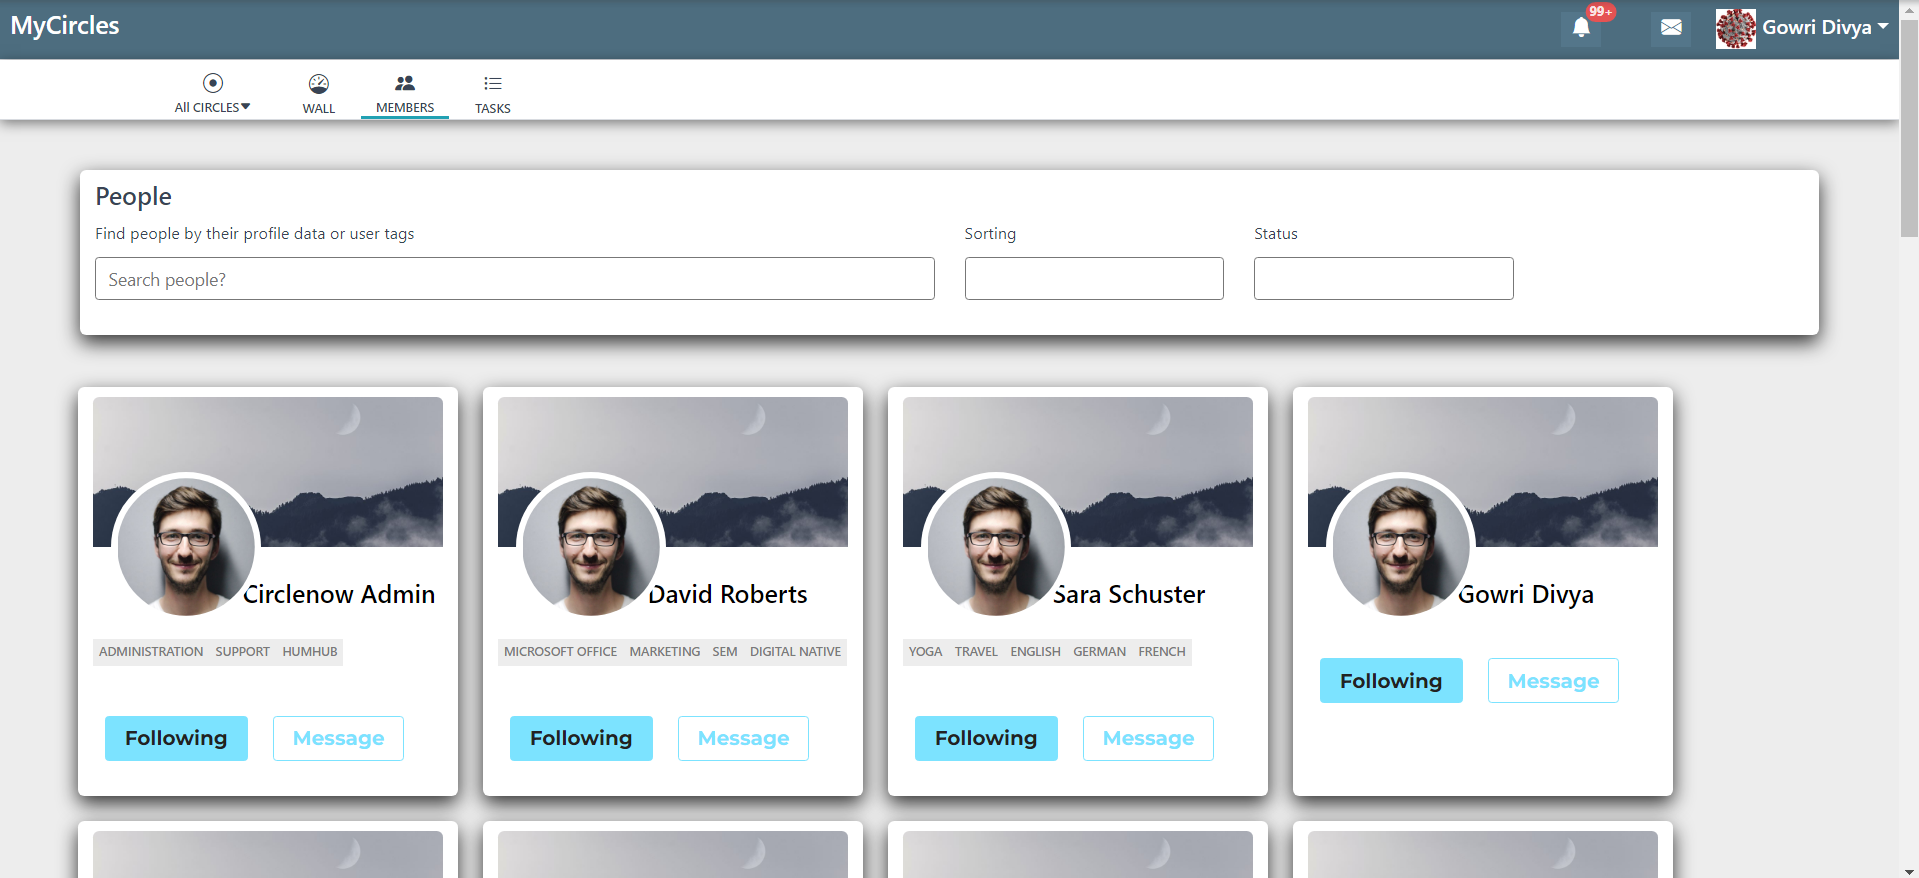 MyCircles
99+
Gowri Divya
All CIRCLES
WALL
MEMBERS
TASKS
People
Find people by their profile data or user tags
Sorting
Status
Search people?
Circlenow Admin
David Roberts
Sara Schuster
Gowri Divya
ADMINISTRATION SUPPORT HUMHUB
MICROSOFT OFFICE MARKETING SEM DIGITAL NATIVE
YOGA TRAVEL ENGLISH GERMAN FRENCH
Following Message
Following Message
Following Message
Following Message